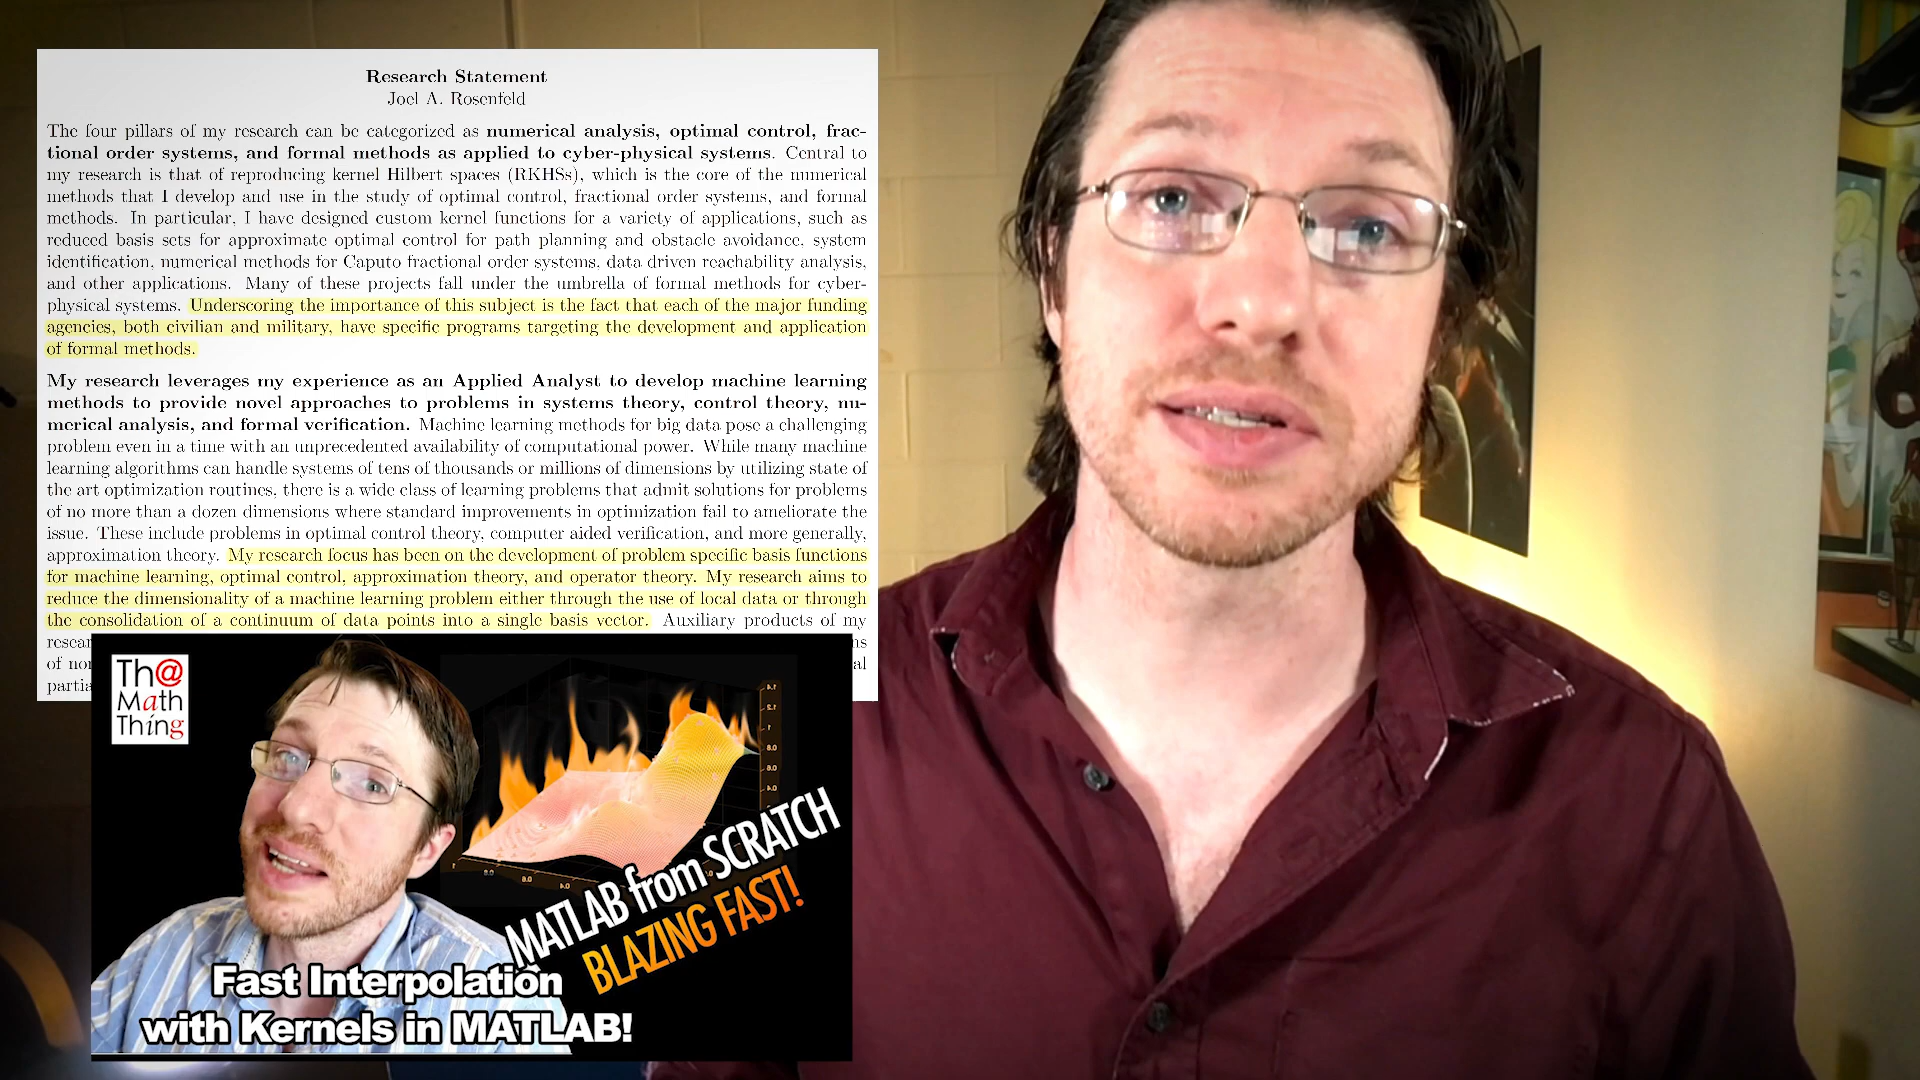 Research Statement
Joel A. Rosenfeld
The four pillars of my research can be categorized as numerical analysis, optimal control, frac-
tional order systems, and formal methods as applied to cyber-physical systems. Central to
my research is that of reproducing kernel Hilbert spaces (RKHSs), which is the core of the numerical
methods that I develop and use in the study of optimal control, fractional order systems, and formal
methods. In particular, I have designed custom kernel functions for a variety of applications, such as
reduced basis sets for approximate optimal control for path planning and obstacle avoidance, system
identification, numerical methods for Caputo fractional order systems, data driven reachability analysis,
and other applications. Many of these projects fall under the umbrella of formal methods for cyber-
physical systems. Underscoring the importance of this subject is the fact that each of the major funding
agencies, both civilian and military, have specific programs targeting the development and application
of formal methods.
My research leverages my experience as an Applied Analyst to develop machine learning
methods to provide novel approaches to problems in systems theory, control theory, nu-
merical analysis, and formal verification. Machine learning methods for big data pose a challenging
problem even in a time with an unprecedented availability of computational power. While many machine
learning algorithms can handle systems of tens of thousands or millions of dimensions by utilizing state of
the art optimization routines, there is a wide class of learning problems that admit solutions for problems
of no more than a dozen dimensions where standard improvements in optimization fail to ameliorate the
issue. These include problems in optimal control theory, computer aided verification, and more generally,
approximation theory. My research focus has been on the development of problem specific basis functions
for machine learning, optimal control, approximation theory, and operator theory. My research aims to
reduce the dimensionality of a machine learning problem either through the use of local data or through
the consolidation of a continuum of data points into a single basis vector. Auxiliary products of my
Th@
Math
Thing
MATLAB from SCRATCH
BLAZING FAST!
Fast Interpolation
with Kernels in MATLAB!